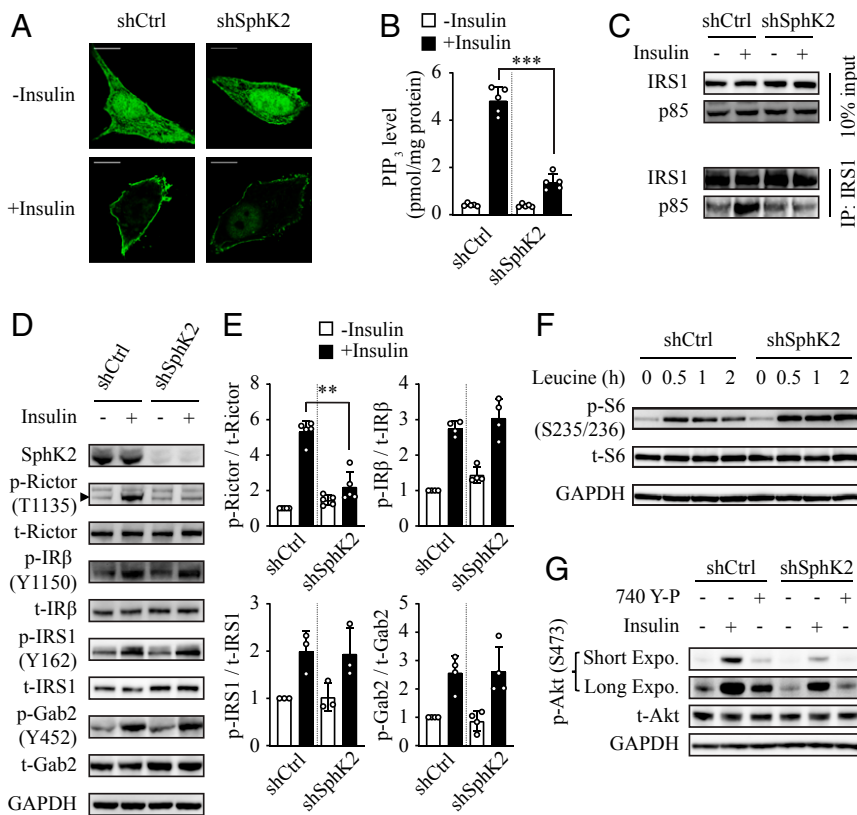 A
shCtrl
shSphK2
-Insulin
+Insulin
B
-Insulin
+Insulin
***
PIP3 level
(pmol/mg protein)
6
4
2
0
shCtrl
shSphK2
C
shCtrl
shSphK2
Insulin
- + - +
IRS1
p85
10% input
IRS1
p85
IP: IRS1
D
shCtrl
shSphK2
Insulin
- + - +
SphK2
p-Rictor
(T1135)
t-Rictor
p-IRβ
(Y1150)
t-IRβ
p-IRS1
(Y162)
t-IRS1
p-Gab2
(Y452)
t-Gab2
GAPDH
E
-Insulin
+Insulin
p-Rictor / t-Rictor
8
6
4
2
0
**
shCtrl
shSphK2
p-IRβ / t-IRβ
4
3
2
1
0
shCtrl
shSphK2
p-IRS1 / t-IRS1
3
2
1
0
shCtrl
shSphK2
p-Gab2 / t-Gab2
5
4
3
2
1
0
shCtrl
shSphK2
F
shCtrl
shSphK2
Leucine (h) 0 0.5 1 2 0 0.5 1 2
p-S6
(S235/236)
t-S6
GAPDH
G
shCtrl
shSphK2
740 Y-P - - + - - +
Insulin - + - - + -
p-Akt (S473)
Short Expo.
Long Expo.
t-Akt
GAPDH